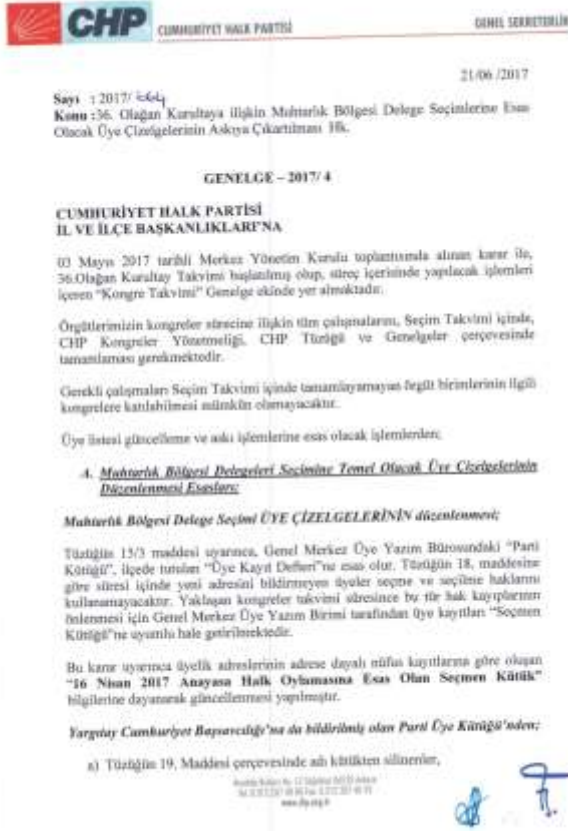 CHP CUMHURİYET HALK PARTİSİ GENEL SEKRETERLİK
21/06 /2017
Sayı : 2017/
Konu :36. Olağan Kurultaya ilişkin Muhtarlık Bölgesi Delege Seçimlerine Esas
Olacak Üye Çizelgelerinin Askıya Çıkartılması Hk.
GENELGE – 2017/ 4
CUMHURİYET HALK PARTİSİ
İL VE İLÇE BAŞKANLIKLARI'NA
03 Mayıs 2017 tarihli Merkez Yönetim Kurulu toplantısında alınan karar ile,
36.Olağan Kurultay Takvimi başlatılmış olup, süreç içerisinde yapılacak işlemleri
içeren “Kongre Takvimi” Genelge ekinde yer almaktadır.
Örgütlerimizin kongreler sürecine ilişkin tüm çalışmalarını, Seçim Takvimi içinde,
CHP Kongreler Yönetmeliği, CHP Tüzüğü ve Genelgeler çerçevesinde
tamamlaması gerekmektedir.
Gerekli çalışmaları Seçim Takvimi içinde tamamlayamayan örgüt birimlerinin ilgili
kongrelere katılabilmesi mümkün olamayacaktır.
Üye listesi güncelleme ve askı işlemlerine esas olacak işlemlerden;
A. Muhtarlık Bölgesi Delegeleri Seçimine Temel Olacak Üye Çizelgelerinin
Düzenlenmesi Esasları;
Muhtarlık Bölgesi Delege Seçimi ÜYE ÇİZELGELERİNİN düzenlenmesi;
Tüzüğün 15/3 maddesi uyarınca, Genel Merkez Üye Yazım Bürosundaki “Parti
Kütüğü”, ilçede tutulan “Üye Kayıt Defteri”ne esas olur. Tüzüğün 18. maddesine
göre süresi içinde yeni adresini bildirmeyen üyeler seçme ve seçilme haklarını
kullanamayacaktır. Yaklaşan kongreler takvimi süresince bu tür hak kayıplarının
önlenmesi için Genel Merkez Üye Yazım Birimi tarafından üye kayıtları “Seçmen
Kütüğü”ne uyumlu hale getirilmektedir.
Bu karar uyarınca üyelik adreslerinin adrese dayalı nüfus kayıtlarına göre oluşan
“16 Nisan 2017 Anayasa Halk Oylamasına Esas Olan Seçmen Kütük”
bilgilerine dayanarak güncellenmesi yapılmıştır.
Yargıtay Cumhuriyet Başsavcılığı'na da bildirilmiş olan Parti Üye Kütüğü'nden;
a) Tüzüğün 19. Maddesi çerçevesinde adı kütükten silinenler,
www.chp.org.tr